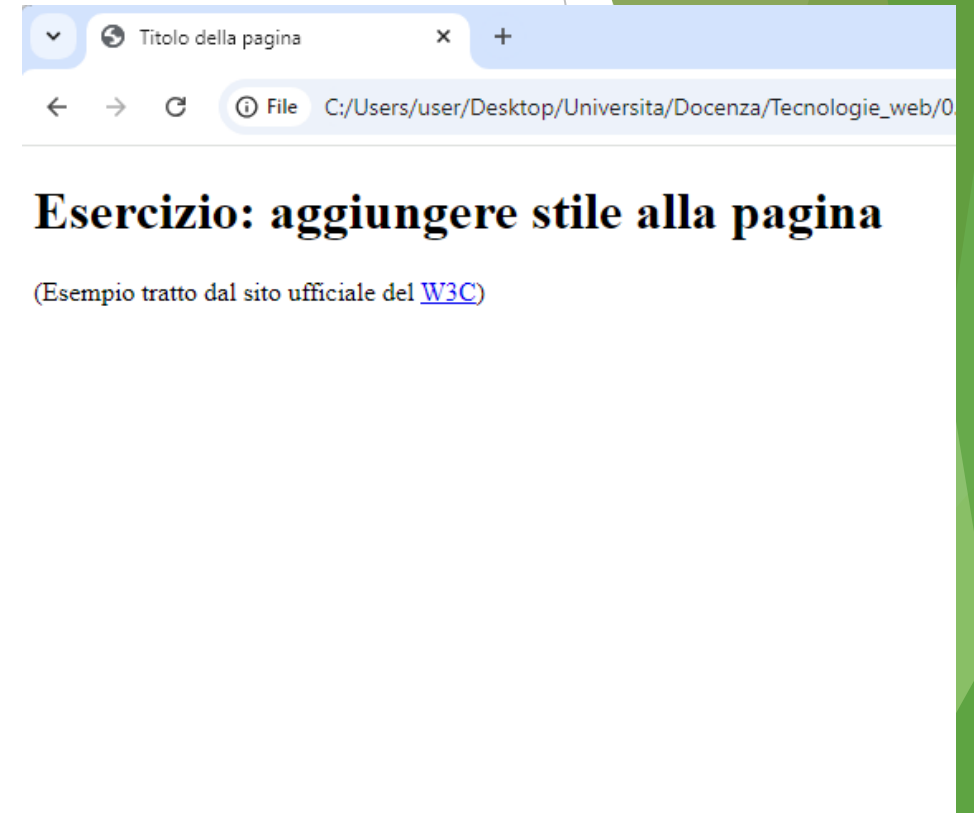 Titolo della pagina
File C:/Users/user/Desktop/Universita/Docenza/Tecnologie_web/0
Esercizio: aggiungere stile alla pagina
(Esempio tratto dal sito ufficiale del W3C)